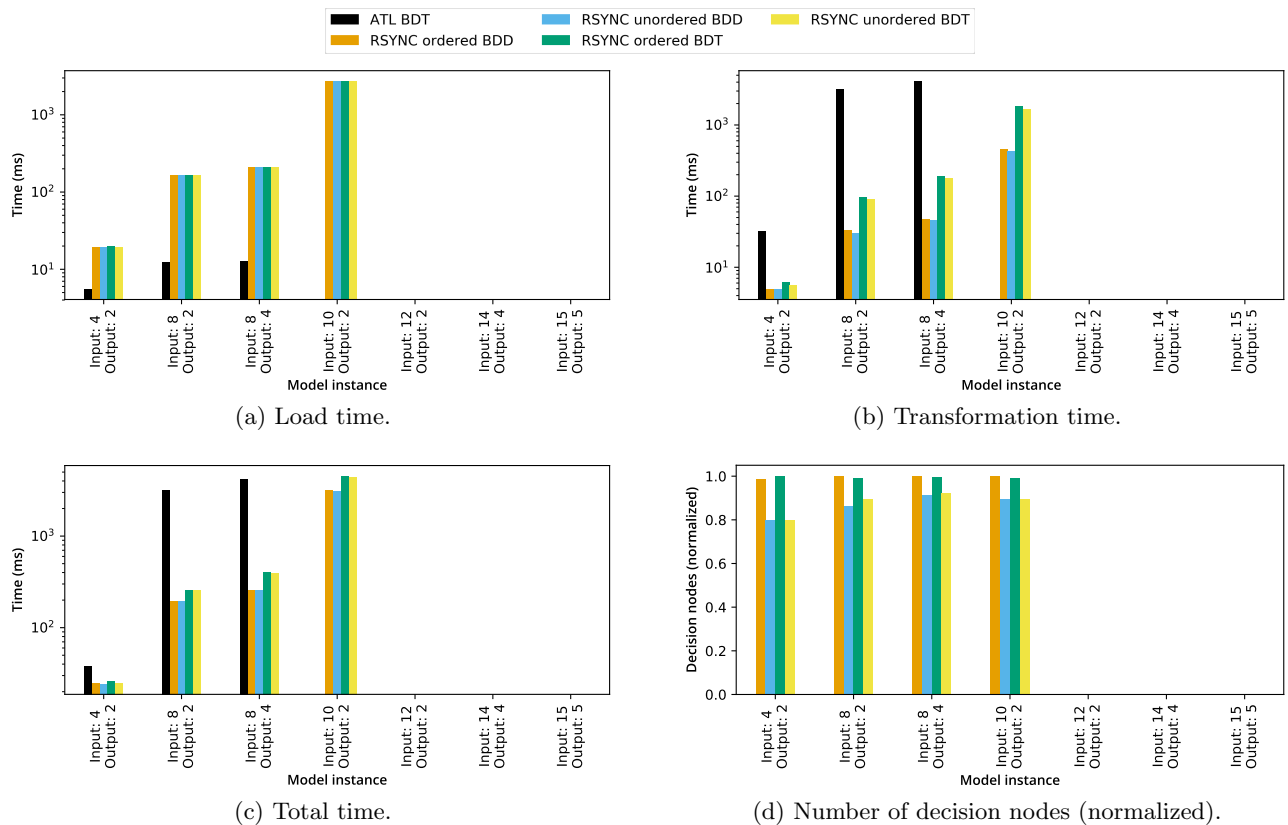 ATL BDT
RSYNC ordered BDD
RSYNC unordered BDD
RSYNC ordered BDT
RSYNC unordered BDT
Time (ms)
10³
10²
10¹
Input: 4
Output: 2
Input: 8
Output: 2
Input: 8
Output: 4
Input: 10
Output: 2
Input: 12
Output: 2
Input: 14
Output: 4
Input: 15
Output: 5
Model instance
(a) Load time.
Time (ms)
10³
10²
10¹
Input: 4
Output: 2
Input: 8
Output: 2
Input: 8
Output: 4
Input: 10
Output: 2
Input: 12
Output: 2
Input: 14
Output: 4
Input: 15
Output: 5
Model instance
(b) Transformation time.
Time (ms)
10³
10²
Input: 4
Output: 2
Input: 8
Output: 2
Input: 8
Output: 4
Input: 10
Output: 2
Input: 12
Output: 2
Input: 14
Output: 4
Input: 15
Output: 5
Model instance
(c) Total time.
Decision nodes (normalized)
1.0
0.8
0.6
0.4
0.2
0.0
Input: 4
Output: 2
Input: 8
Output: 2
Input: 8
Output: 4
Input: 10
Output: 2
Input: 12
Output: 2
Input: 14
Output: 4
Input: 15
Output: 5
Model instance
(d) Number of decision nodes (normalized).